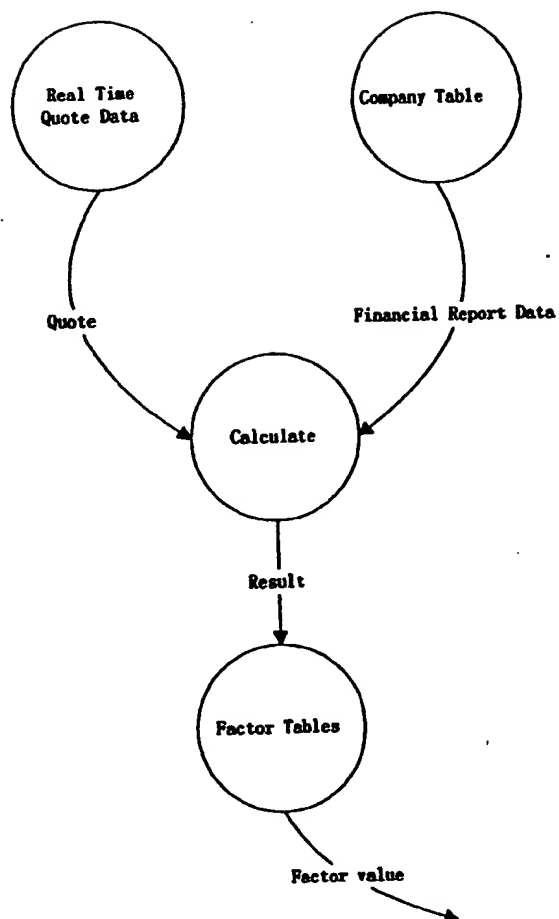 Real Time
Quote Data
Company Table
Quote
Financial Report Data
Calculate
Result
Factor Tables
Factor value